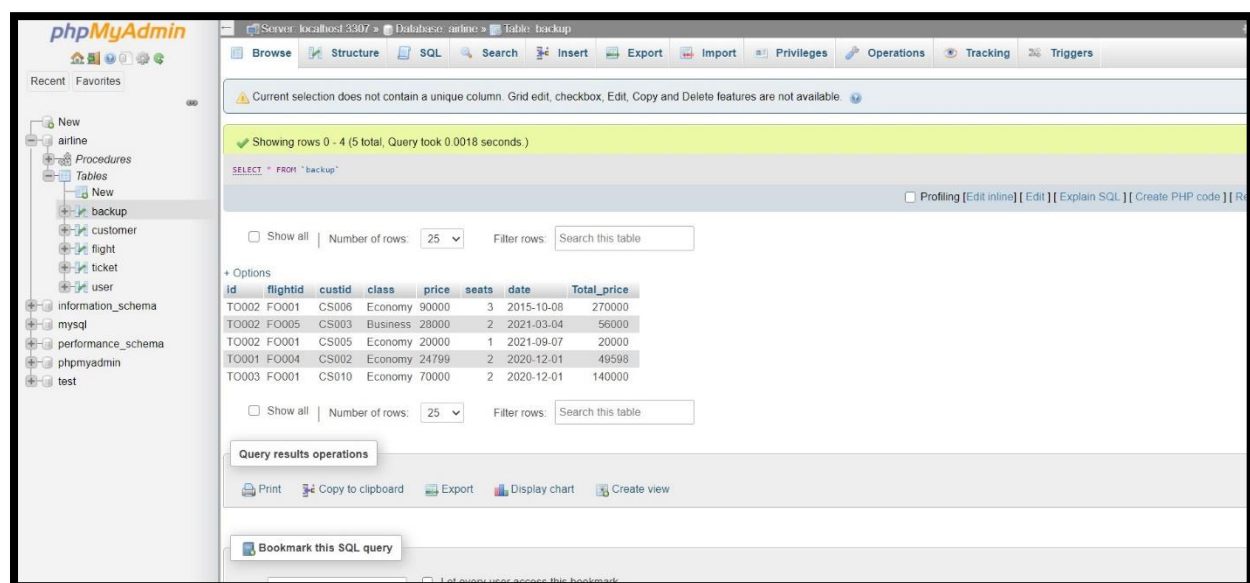 phpMyAdmin
Recent Favorites
New
airline
Procedures
Tables
New
backup
customer
flight
ticket
user
information_schema
mysql
performance_schema
phpmyadmin
test
Server: localhost:3307 » Database: airline » Table: backup
Browse Structure SQL Search Insert Export Import Privileges Operations Tracking Triggers
Current selection does not contain a unique column. Grid edit, checkbox, Edit, Copy and Delete features are not available.
Showing rows 0 - 4 (5 total, Query took 0.0018 seconds.)
SELECT * FROM `backup`
Profiling [Edit inline] [ Edit ] [ Explain SQL ] [ Create PHP code ] [
Show all | Number of rows: 25 Filter rows: Search this table
+ Options
id flightid custid class price seats date Total_price
TO002 FO001 CS006 Economy 90000 3 2015-10-08 270000
TO002 FO005 CS003 Business 28000 2 2021-03-04 56000
TO002 FO001 CS005 Economy 20000 1 2021-09-07 20000
TO001 FO004 CS002 Economy 24799 2 2020-12-01 49598
TO003 FO001 CS010 Economy 70000 2 2020-12-01 140000
Show all | Number of rows: 25 Filter rows: Search this table
Query results operations
Print Copy to clipboard Export Display chart Create view
Bookmark this SQL query
Let every user access this bookmark